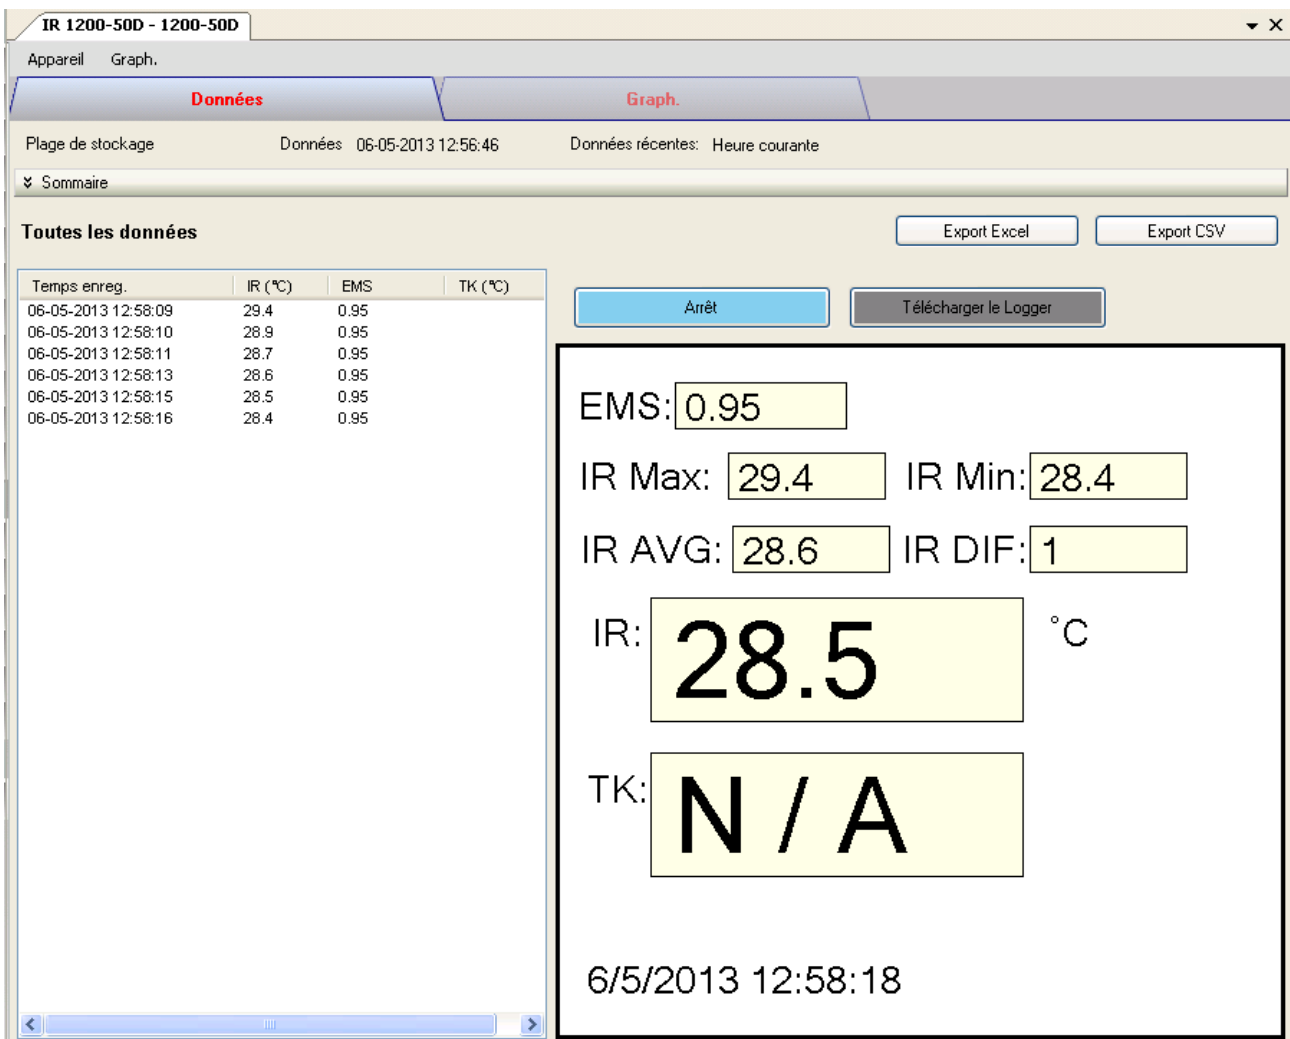 IR 1200-50D - 1200-50D
Appareil Graph.
Données Graph.
Plage de stockage Données 06-05-2013 12:56:46 Données récentes: Heure courante
Sommaire
Toutes les données Export Excel Export CSV
Temps enreg. IR (°C) EMS TK (°C)
06-05-2013 12:58:09 29.4 0.95
06-05-2013 12:58:10 28.9 0.95
06-05-2013 12:58:11 28.7 0.95
06-05-2013 12:58:13 28.6 0.95
06-05-2013 12:58:15 28.5 0.95
06-05-2013 12:58:16 28.4 0.95
Arrêt Télécharger le Logger
EMS: 0.95
IR Max: 29.4 IR Min: 28.4
IR AVG: 28.6 IR DIF: 1
IR: 28.5 °C
TK: N / A
6/5/2013 12:58:18